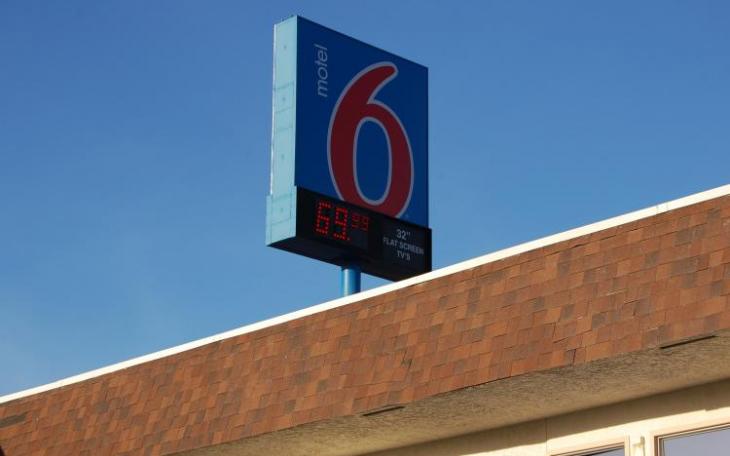 motel
6
69.99
32"
FLAT SCREEN
TV'S